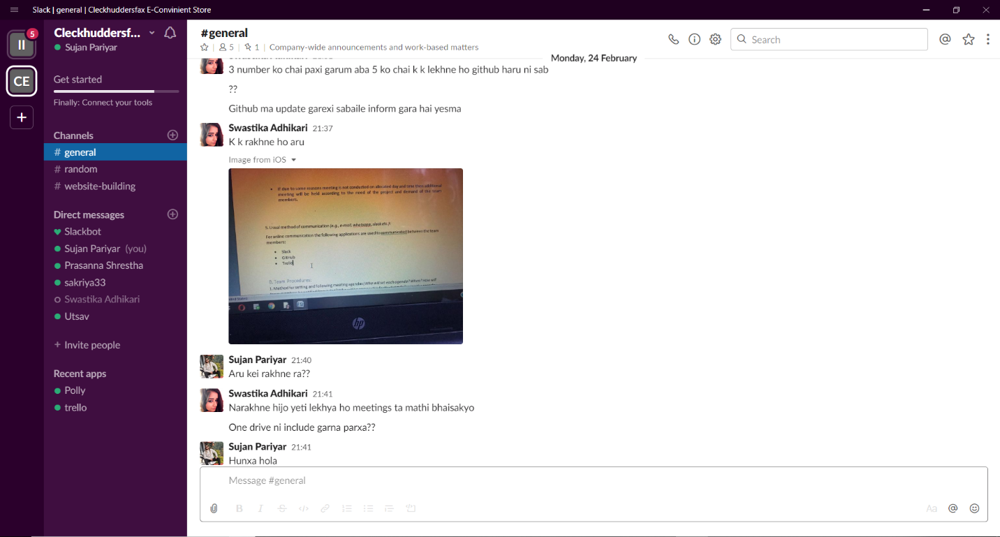 Slack | general | Cleckhuddersfax E-Convinient Store
II
5
CE
+
Cleckhuddersf...
Sujan Pariyar
Get started
Finally: Connect your tools
Channels
# general
# random
# website-building
Direct messages
Slackbot
Sujan Pariyar (you)
Prasanna Shrestha
sakriya33
Swastika Adhikari
Utsav
+ Invite people
Recent apps
Polly
trello
#general
5 | 1 | Company-wide announcements and work-based matters
Search
Monday, 24 February
Swastika Adhikari
3 number ko chai paxi garum aba 5 ko chai k k lekhne ho github haru ni sab
??
Github ma update garexi sabaile inform gara hai yesma
Swastika Adhikari 21:37
K k rakhne ho aru
Image from iOS
• If due to some reasons meeting is not conducted on allocated day and time then additional
meeting will be held according to the need of the project and demand of the team
members.
5. Usual method of communication (e.g., e-mail, whatsapp, slack etc.):
For online communication the following applications are used to communicated between the team
members:
• Slack
• GitHub
• Trello
B. Team Procedures:
1. Method for setting and following meeting agendas (Who will set each agenda? When? How will
hp
Sujan Pariyar 21:40
Aru kei rakhne ra??
Swastika Adhikari 21:41
Narakhne hijo yeti lekhya ho meetings ta mathi bhaisakyo
One drive ni include garna parxa??
Sujan Pariyar 21:41
Hunxa hola
Message #general
B I S </>
Aa @